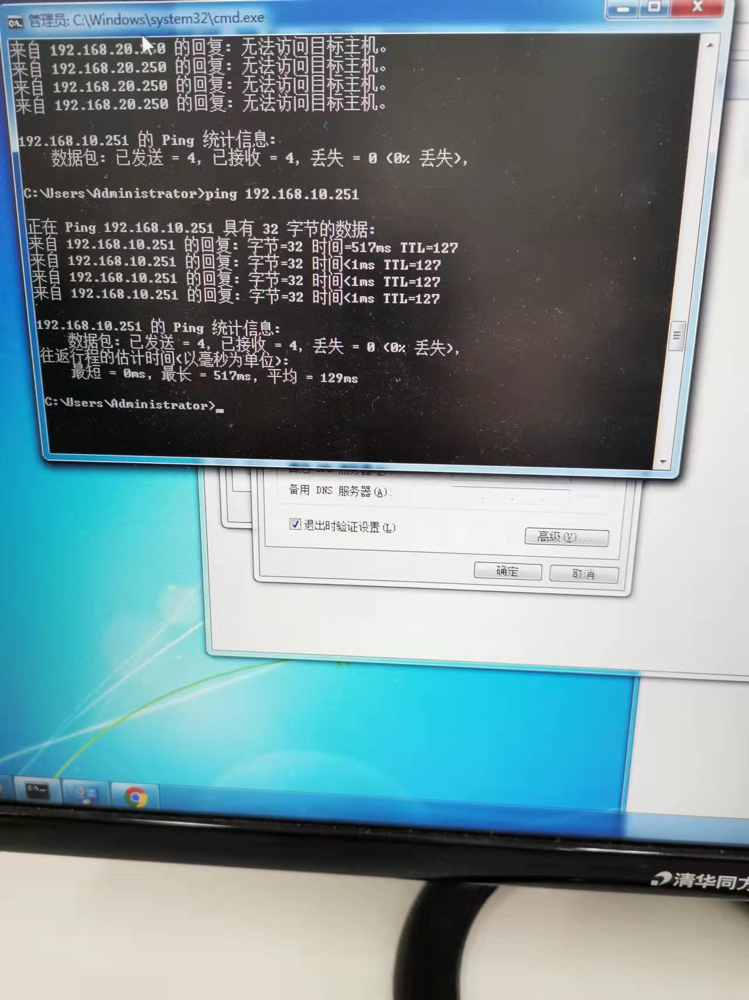 管理员: C:\Windows\system32\cmd.exe
来自 192.168.20.250 的回复: 无法访问目标主机。
来自 192.168.20.250 的回复: 无法访问目标主机。
来自 192.168.20.250 的回复: 无法访问目标主机。
来自 192.168.20.250 的回复: 无法访问目标主机。
192.168.10.251 的 Ping 统计信息:
数据包: 已发送 = 4, 已接收 = 4, 丢失 = 0 (0% 丢失),
C:\Users\Administrator>ping 192.168.10.251
正在 Ping 192.168.10.251 具有 32 字节的数据:
来自 192.168.10.251 的回复: 字节=32 时间=517ms TTL=127
来自 192.168.10.251 的回复: 字节=32 时间<1ms TTL=127
来自 192.168.10.251 的回复: 字节=32 时间<1ms TTL=127
来自 192.168.10.251 的回复: 字节=32 时间<1ms TTL=127
192.168.10.251 的 Ping 统计信息:
数据包: 已发送 = 4, 已接收 = 4, 丢失 = 0 (0% 丢失),
往返行程的估计时间(以毫秒为单位):
最短 = 0ms, 最长 = 517ms, 平均 = 129ms
C:\Users\Administrator>_
备用 DNS 服务器(A):
退出时验证设置(L)
高级(V)...
确定
取消
清华同方